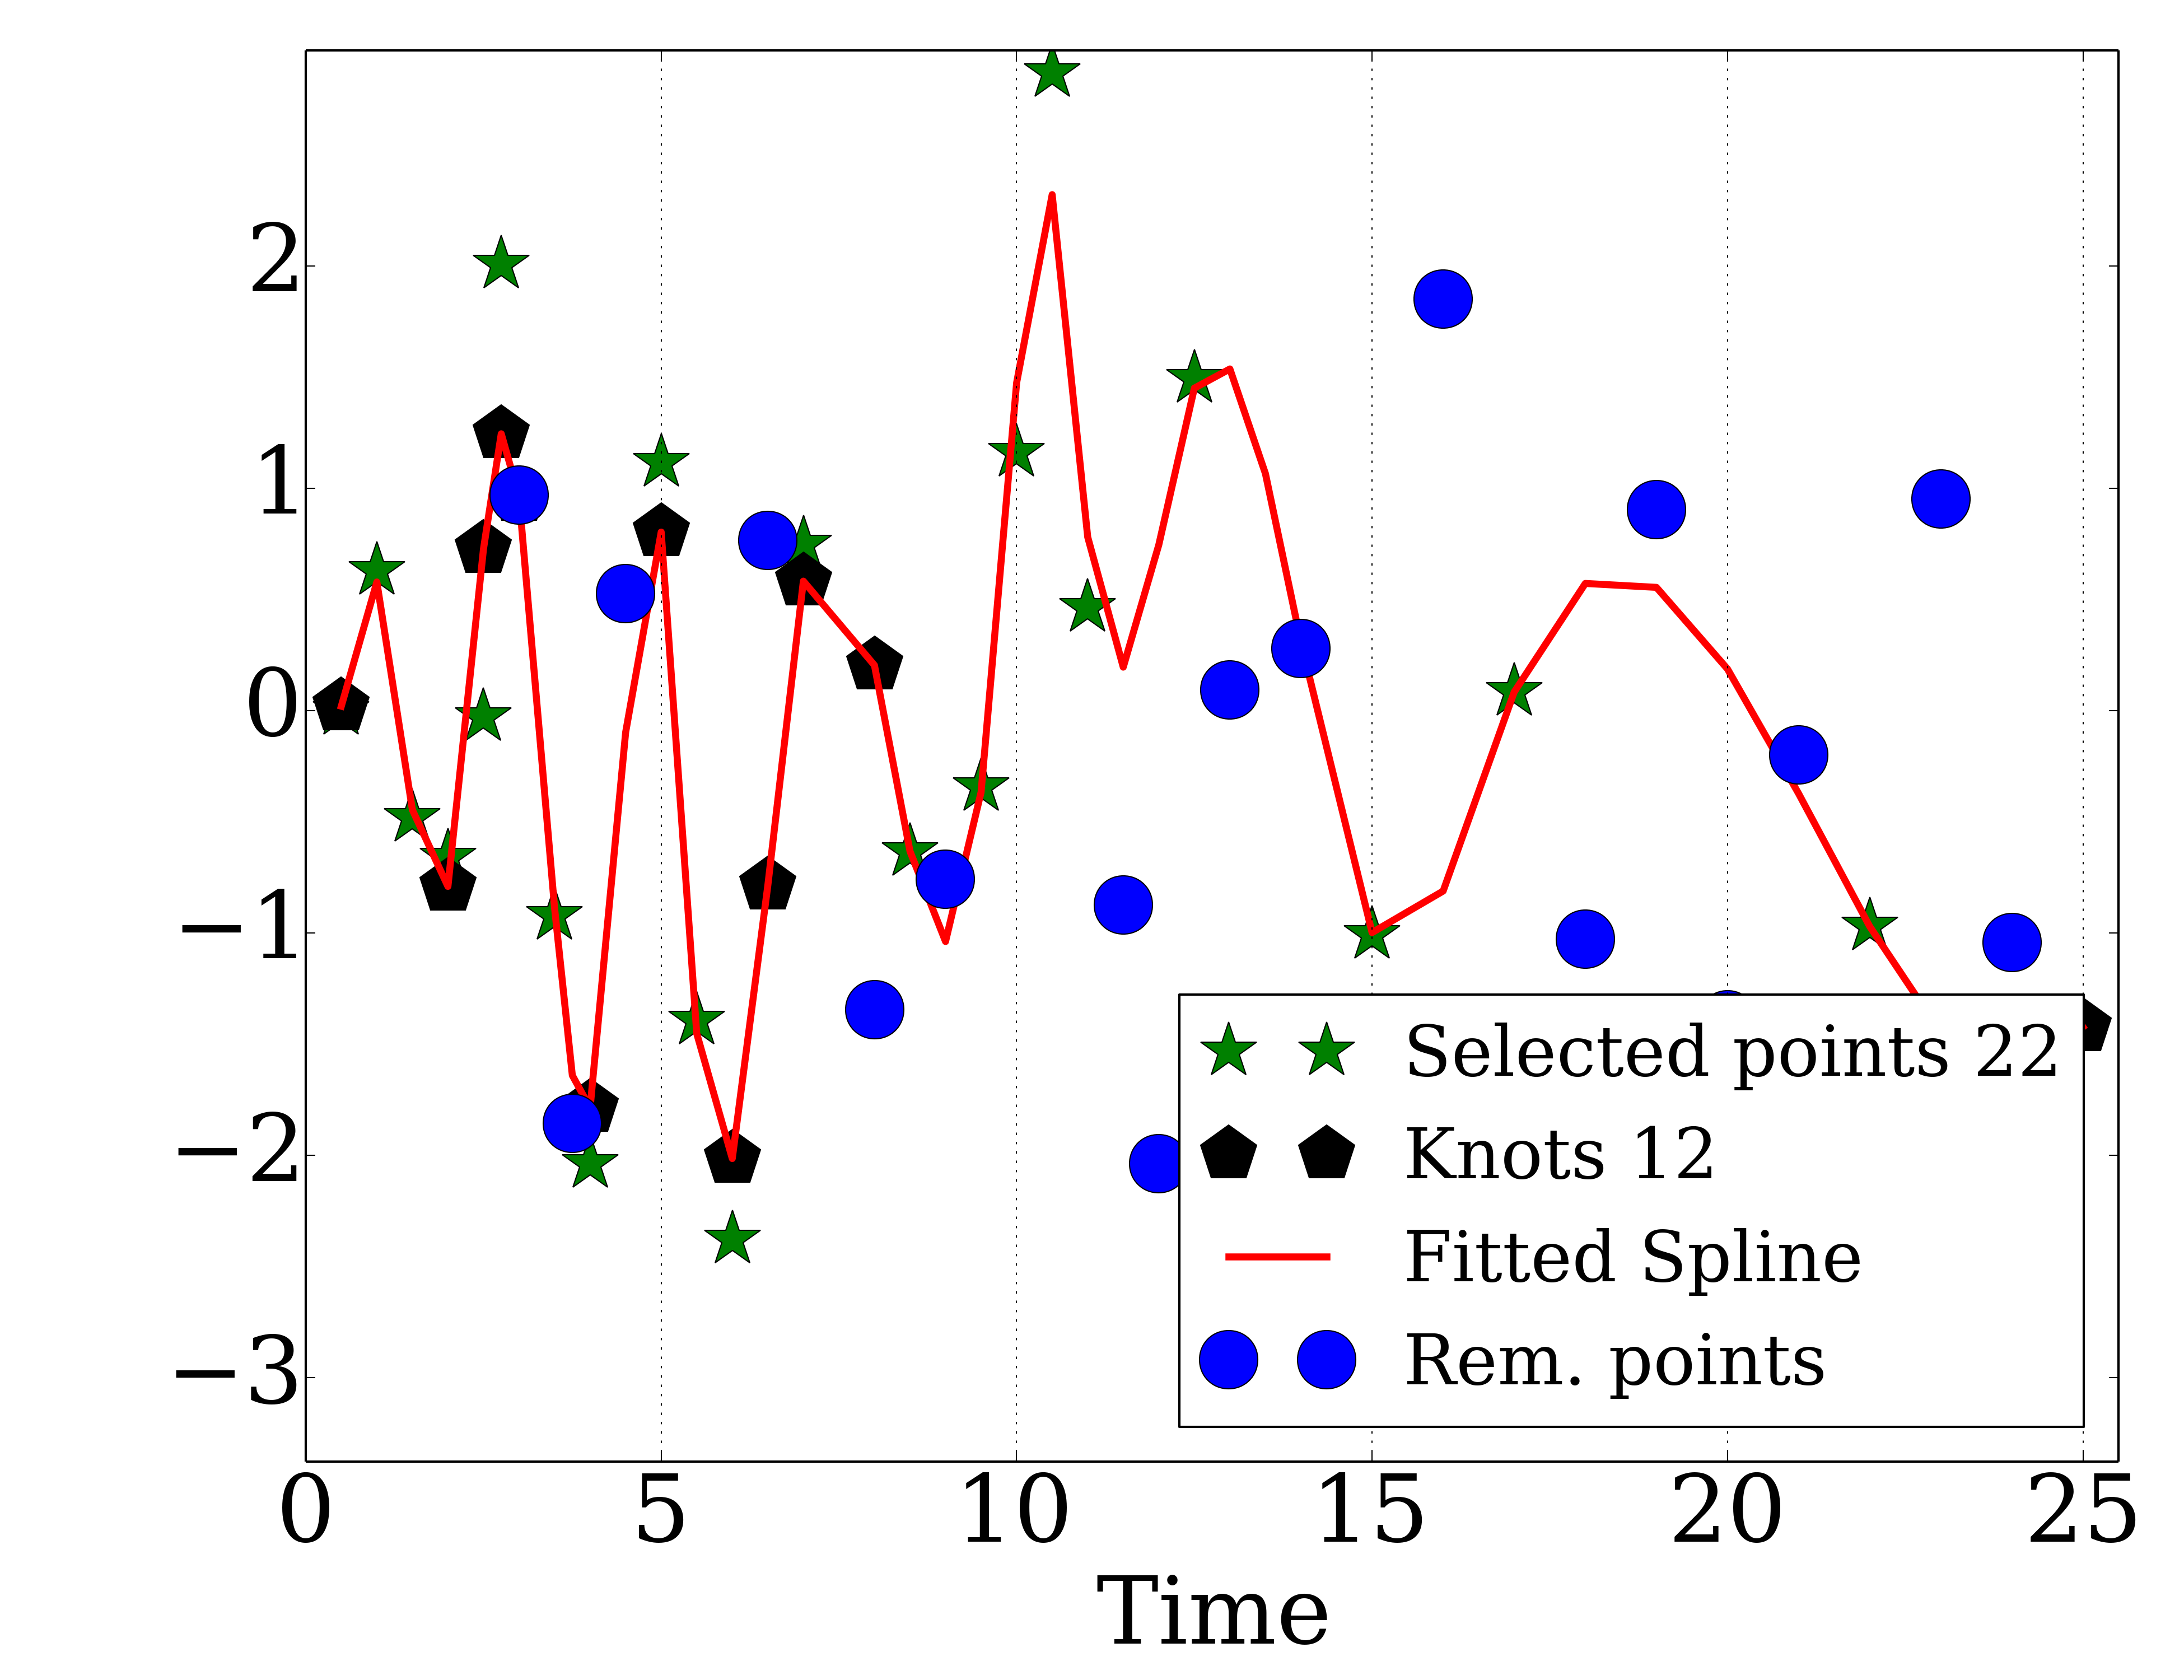 2
1
0
−1
−2
−3
Selected points 22
Knots 12
Fitted Spline
Rem. points
0 5 10 15 20 25
Time